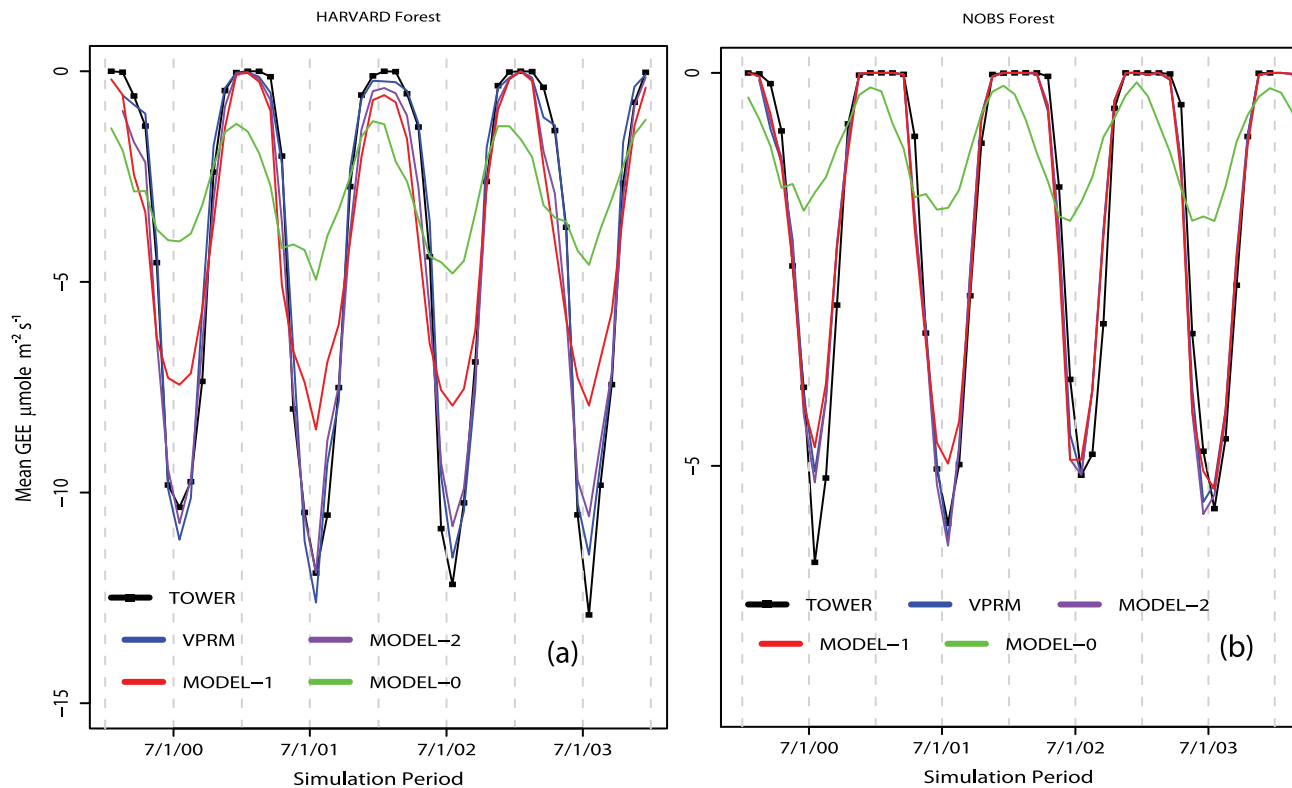 HARVARD Forest
Mean GEE μmole m⁻² s⁻¹
0
−5
−10
−15
TOWER
VPRM
MODEL−2
MODEL−1
MODEL−0
(a)
7/1/00
7/1/01
7/1/02
7/1/03
Simulation Period
NOBS Forest
0
-5
TOWER
VPRM
MODEL−2
MODEL−1
MODEL−0
(b)
7/1/00
7/1/01
7/1/02
7/1/03
Simulation Period